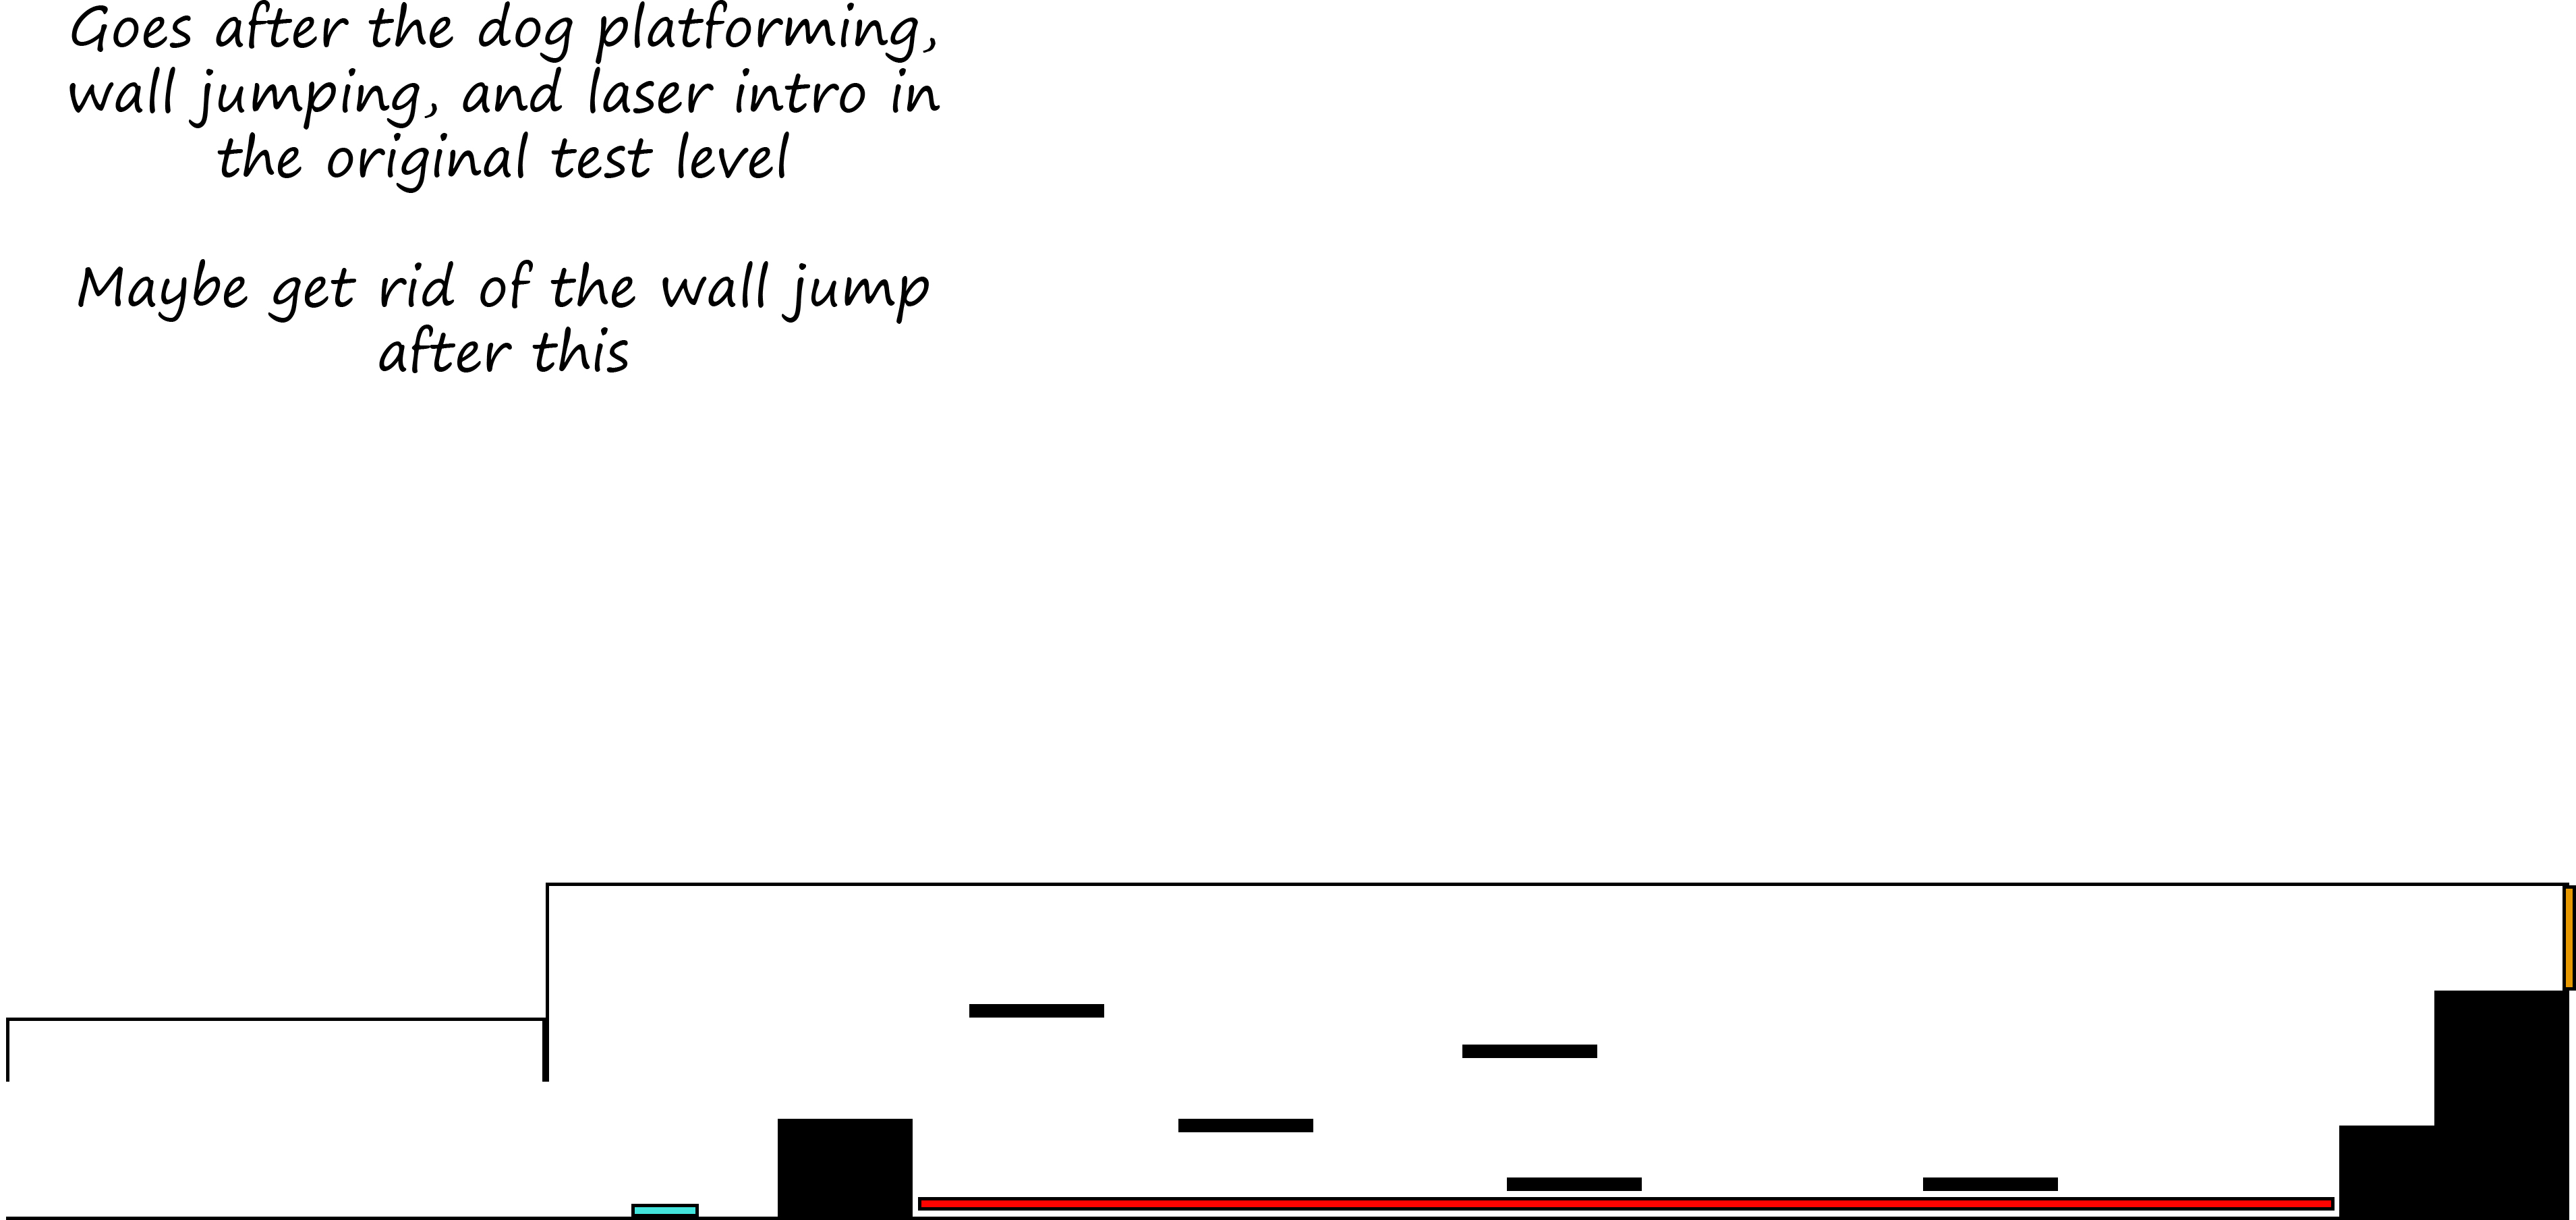 Goes after the dog platforming,
wall jumping, and laser intro in
the original test level
Maybe get rid of the wall jump
after this